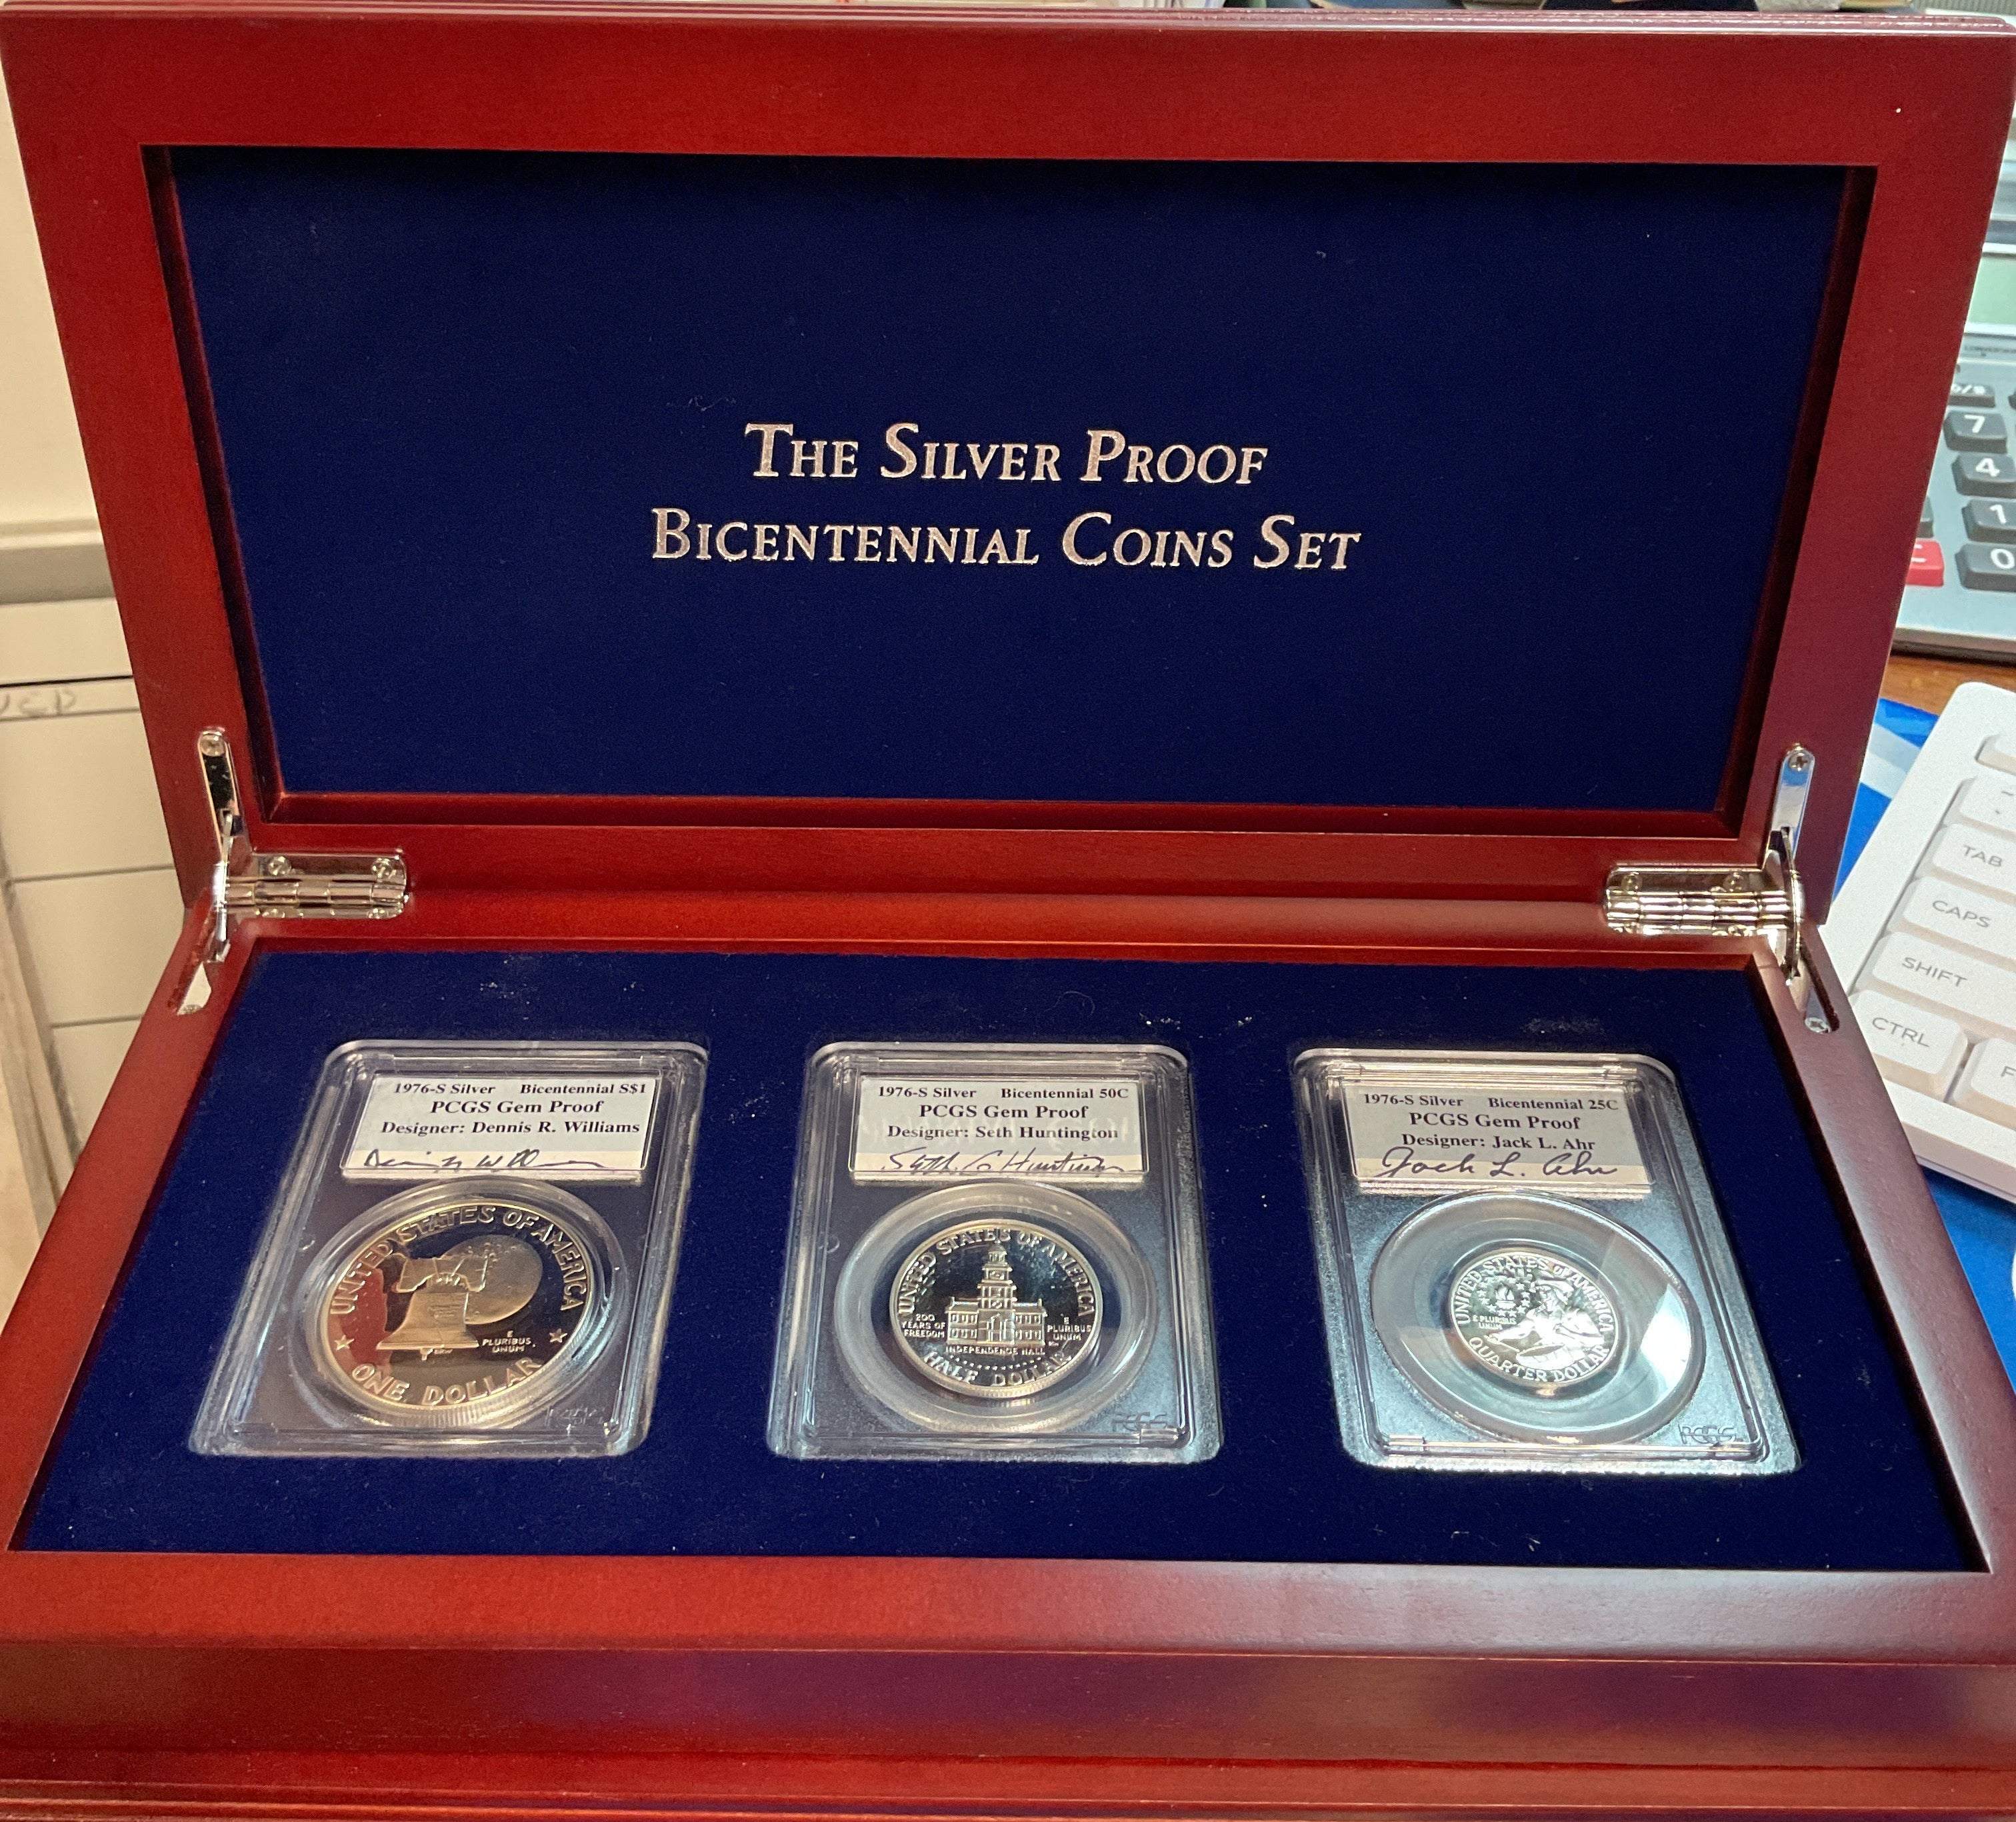 THE SILVER PROOF
BICENTENNIAL COINS SET
1976-S Silver Bicentennial S$1
PCGS Gem Proof
Designer: Dennis R. Williams
UNITED STATES OF AMERICA
E
PLURIBUS
UNUM
ONE DOLLAR
1976-S Silver Bicentennial 50C
PCGS Gem Proof
Designer: Seth Huntington
Seth G Huntington
UNITED STATES OF AMERICA
200
YEARS OF
FREEDOM
E
PLURIBUS
UNUM
INDEPENDENCE HALL
HALF DOLLAR
PCGS
1976-S Silver Bicentennial 25C
PCGS Gem Proof
Designer: Jack L. Ahr
Jack L. Ahr
UNITED STATES OF AMERICA
E PLURIBUS
UNUM
QUARTER DOLLAR
PCGS
7
4
1
0
TAB
CAPS
SHIFT
CTRL
F